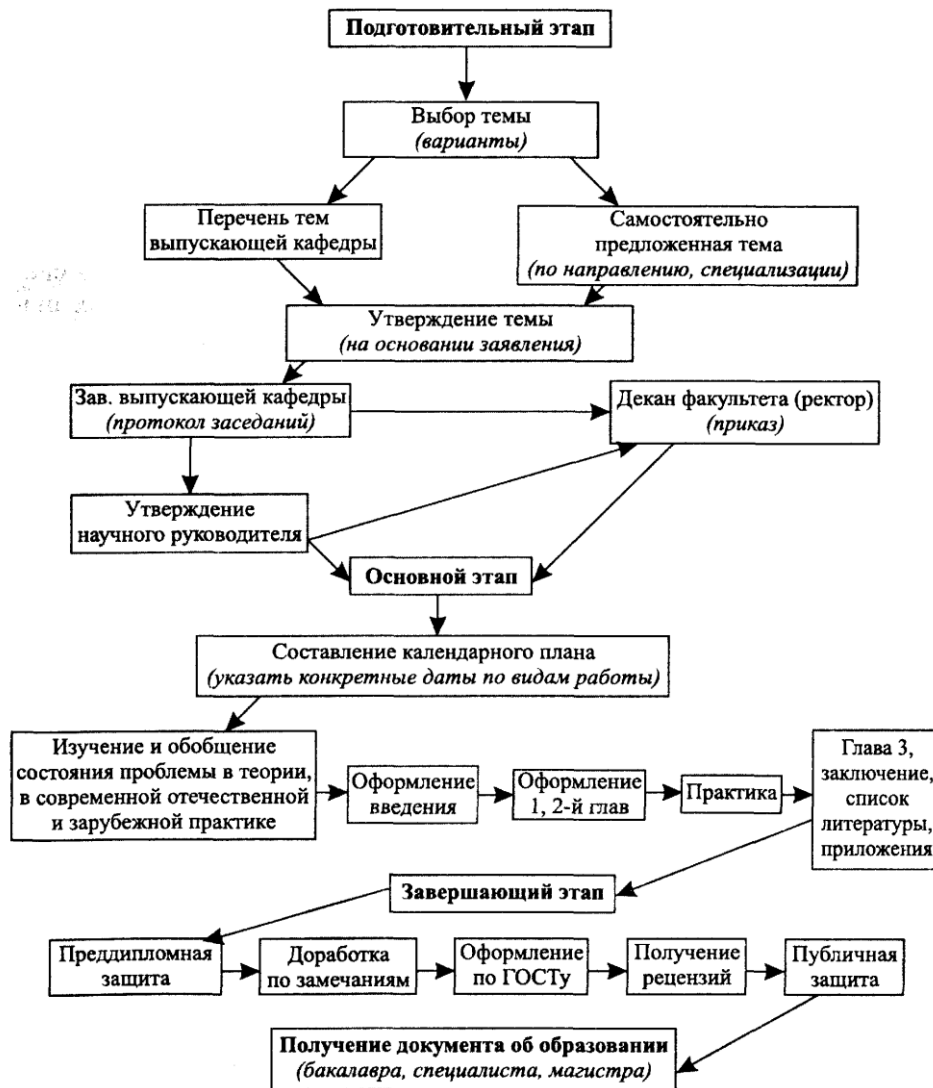 Подготовительный этап
Выбор темы
(варианты)
Перечень тем
выпускающей кафедры
Самостоятельно
предложенная тема
(по направлению, специализации)
Утверждение темы
(на основании заявления)
Зав. выпускающей кафедры
(протокол заседаний)
Декан факультета (ректор)
(приказ)
Утверждение
научного руководителя
Основной этап
Составление календарного плана
(указать конкретные даты по видам работы)
Изучение и обобщение
состояния проблемы в теории,
в современной отечественной
и зарубежной практике
Оформление
введения
Оформление
1, 2-й глав
Практика
Глава 3,
заключение,
список
литературы,
приложения
Завершающий этап
Преддипломная
защита
Доработка
по замечаниям
Оформление
по ГОСТу
Получение
рецензий
Публичная
защита
Получение документа об образовании
(бакалавра, специалиста, магистра)